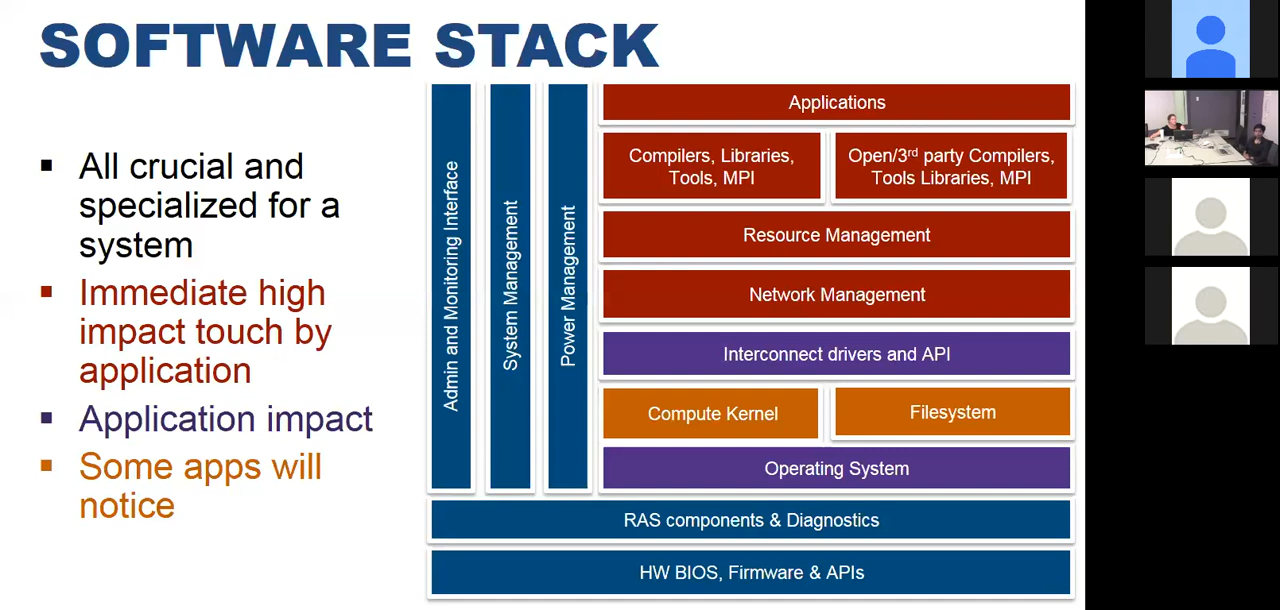 SOFTWARE STACK
▪ All crucial and
specialized for a
system
▪ Immediate high
impact touch by
application
▪ Application impact
▪ Some apps will
notice
Admin and Monitoring Interface
System Management
Power Management
Applications
Compilers, Libraries,
Tools, MPI
Open/3rd party Compilers,
Tools Libraries, MPI
Resource Management
Network Management
Interconnect drivers and API
Compute Kernel
Filesystem
Operating System
RAS components & Diagnostics
HW BIOS, Firmware & APIs